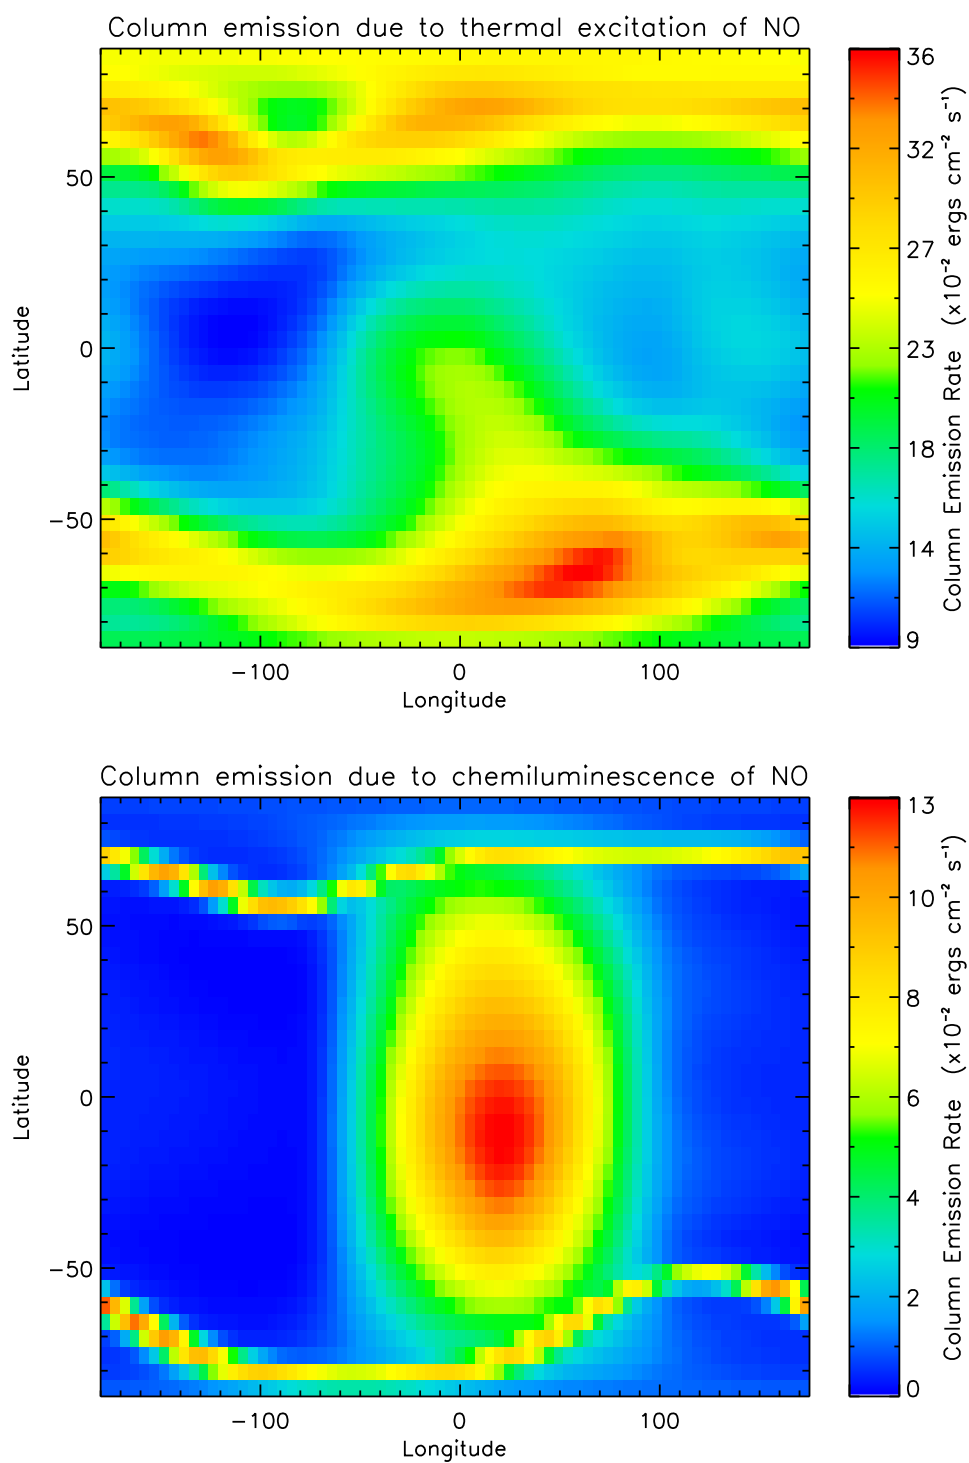 Column emission due to thermal excitation of NO
50
0
−50
Latitude
−100 0 100
Longitude
36
32
27
23
18
14
9
Column Emission Rate (x10⁻² ergs cm⁻² s⁻¹)
Column emission due to chemiluminescence of NO
50
0
−50
Latitude
−100 0 100
Longitude
13
10
8
6
4
2
0
Column Emission Rate (x10⁻² ergs cm⁻² s⁻¹)